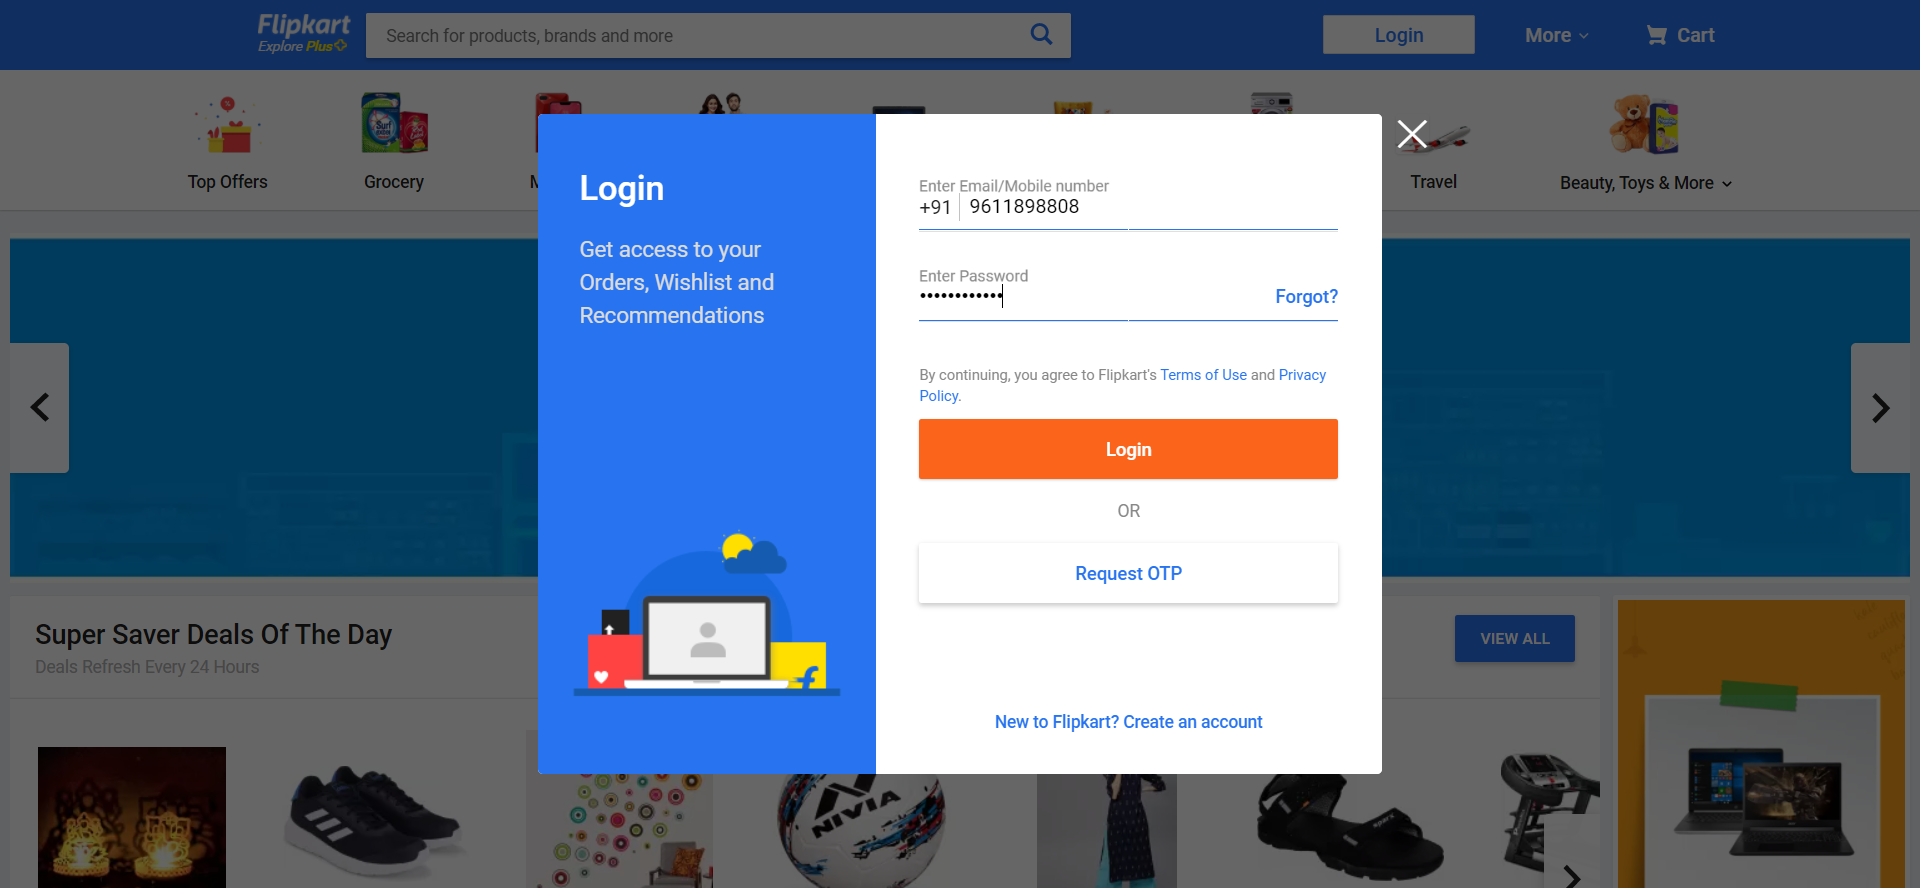 Flipkart
Explore Plus
Search for products, brands and more
Login
More
Cart
Top Offers
Grocery
M
Travel
Beauty, Toys & More
Login
Get access to your
Orders, Wishlist and
Recommendations
Enter Email/Mobile number
+91 9611898808
Enter Password
••••••••••••
Forgot?
By continuing, you agree to Flipkart's Terms of Use and Privacy
Policy.
Login
OR
Request OTP
New to Flipkart? Create an account
Super Saver Deals Of The Day
Deals Refresh Every 24 Hours
VIEW ALL
NIVIA